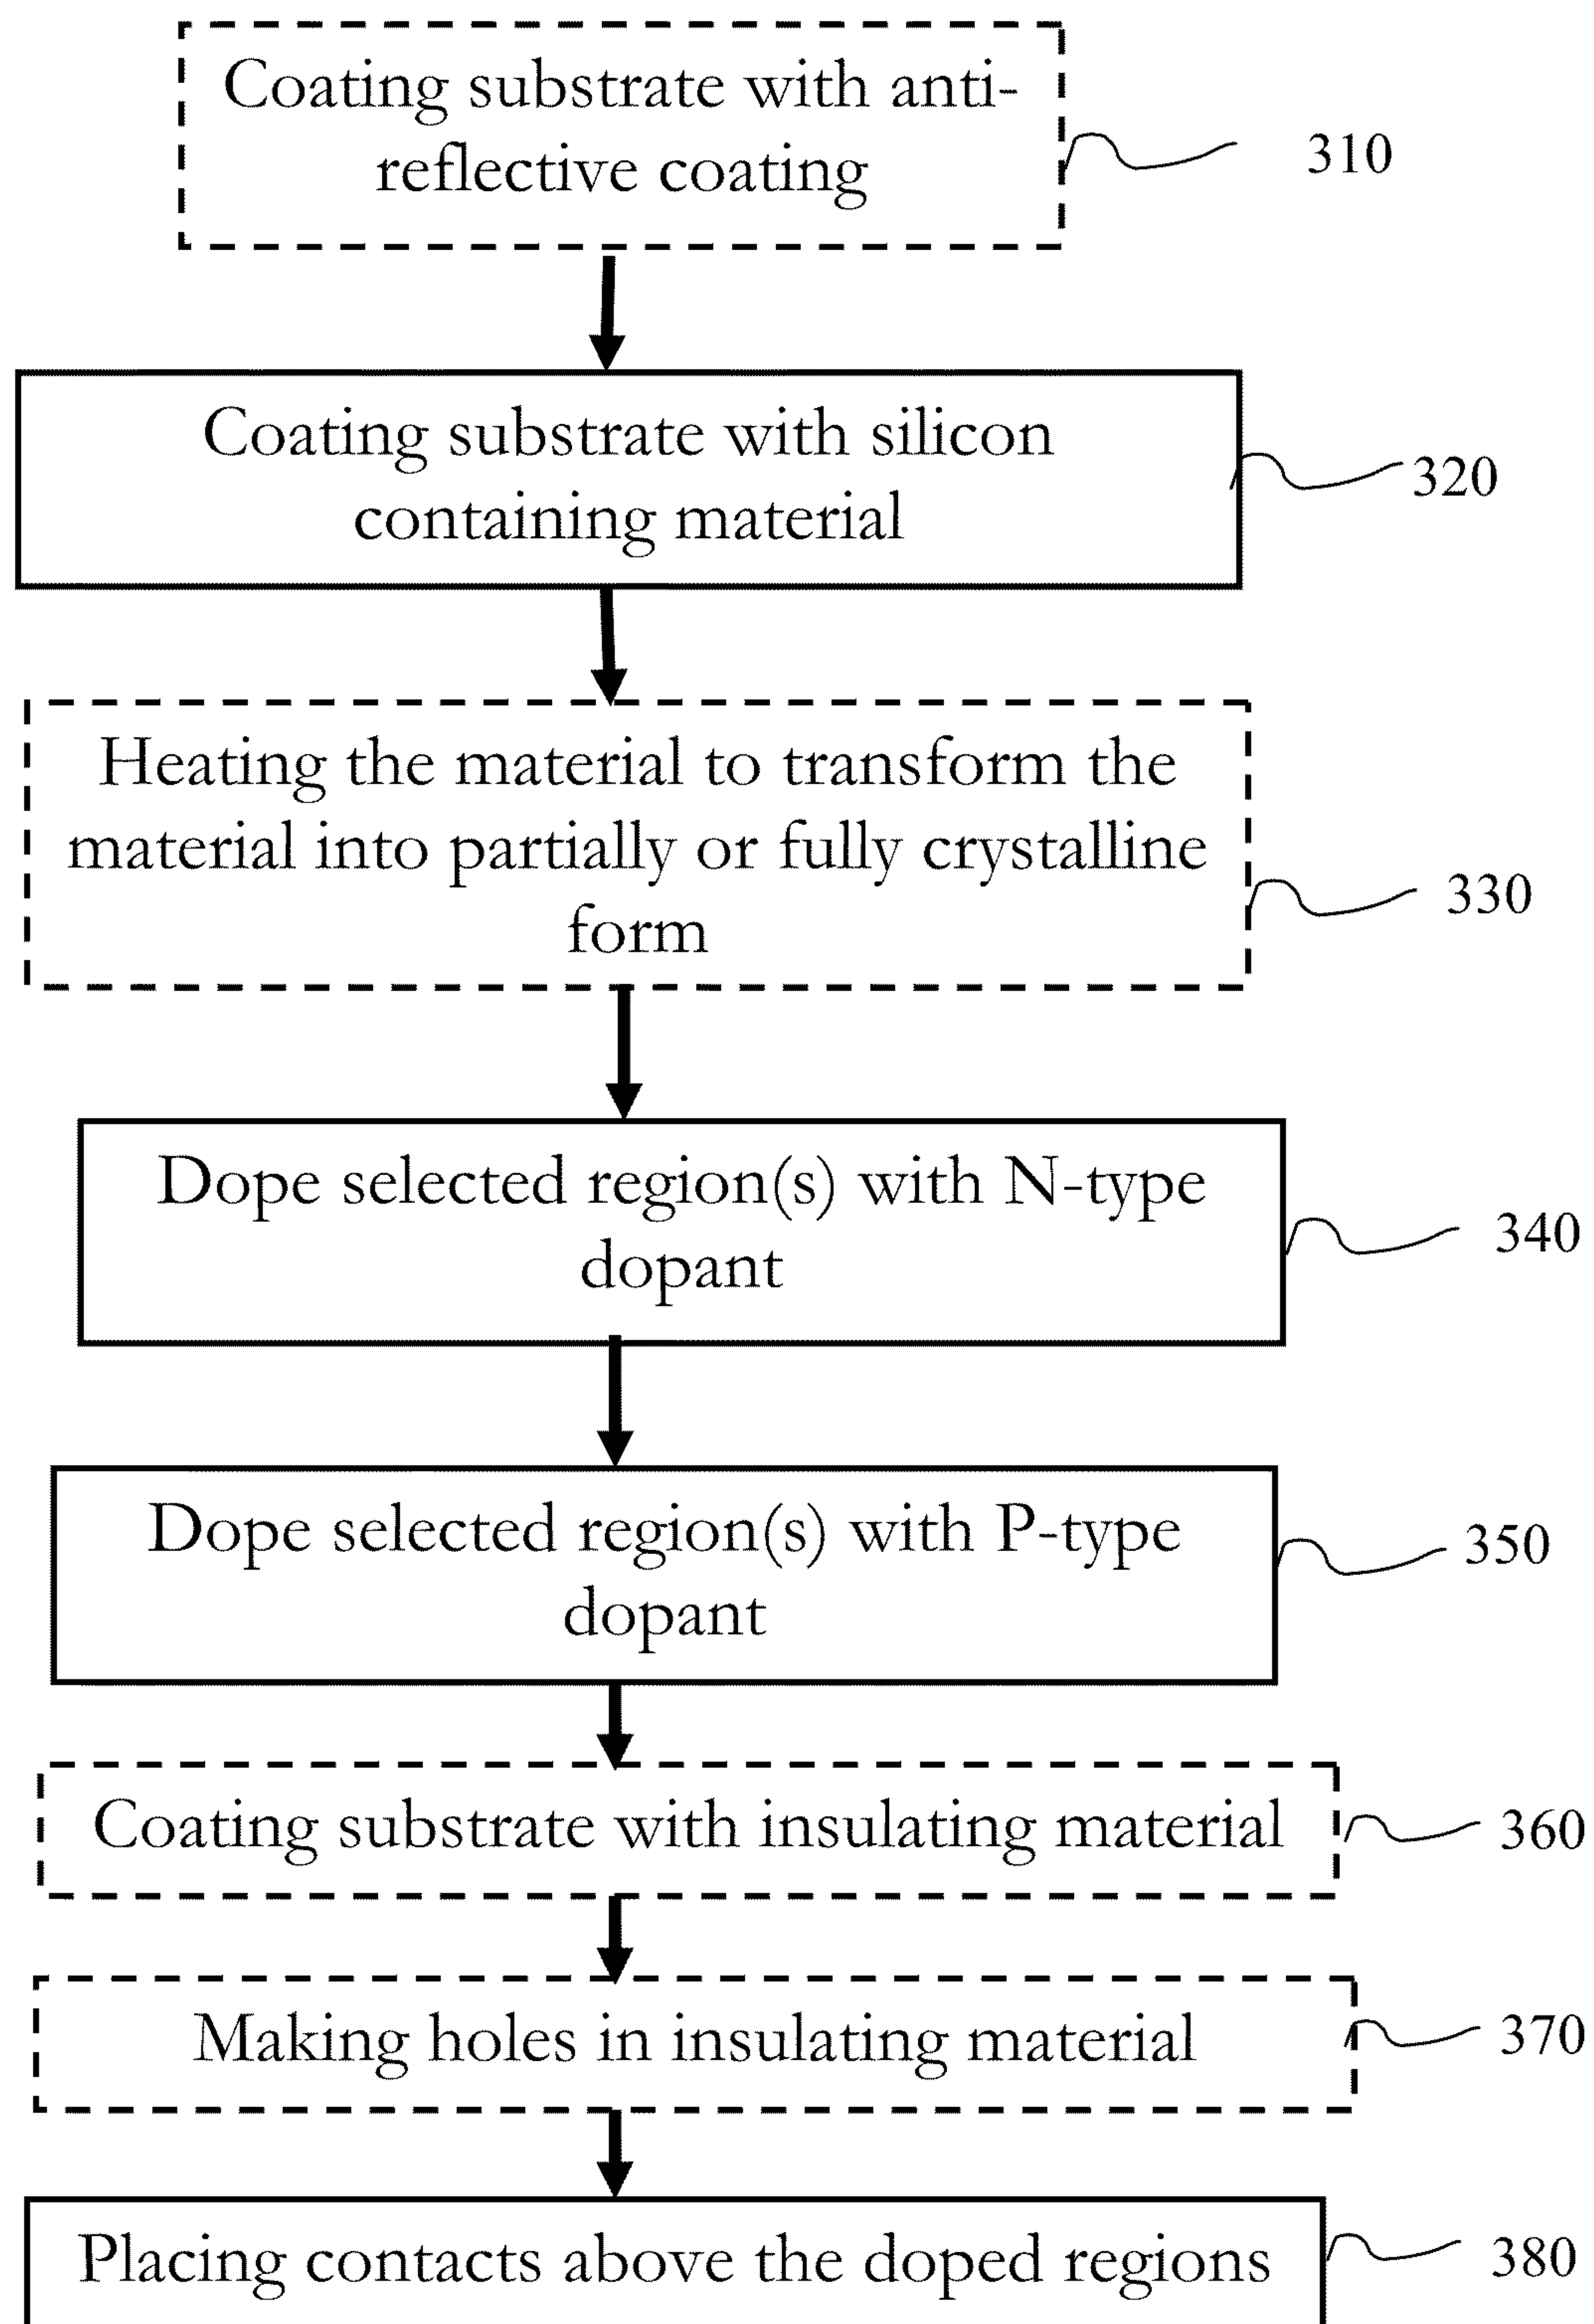 Coating substrate with anti-
reflective coating
310
Coating substrate with silicon
containing material
320
Heating the material to transform the
material into partially or fully crystalline
form
330
Dope selected region(s) with N-type
dopant
340
Dope selected region(s) with P-type
dopant
350
Coating substrate with insulating material
360
Making holes in insulating material
370
Placing contacts above the doped regions
380